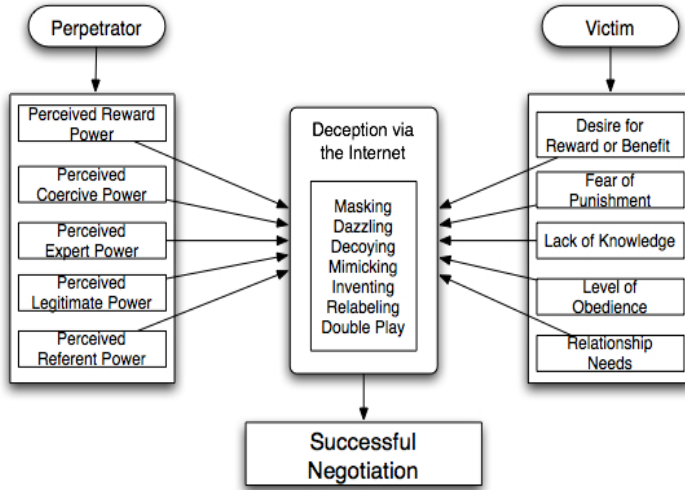 Perpetrator
Perceived Reward
Power
Perceived
Coercive Power
Perceived
Expert Power
Perceived
Legitimate Power
Perceived
Referent Power
Deception via
the Internet
Masking
Dazzling
Decoying
Mimicking
Inventing
Relabeling
Double Play
Victim
Desire for
Reward or Benefit
Fear of
Punishment
Lack of Knowledge
Level of
Obedience
Relationship
Needs
Successful
Negotiation